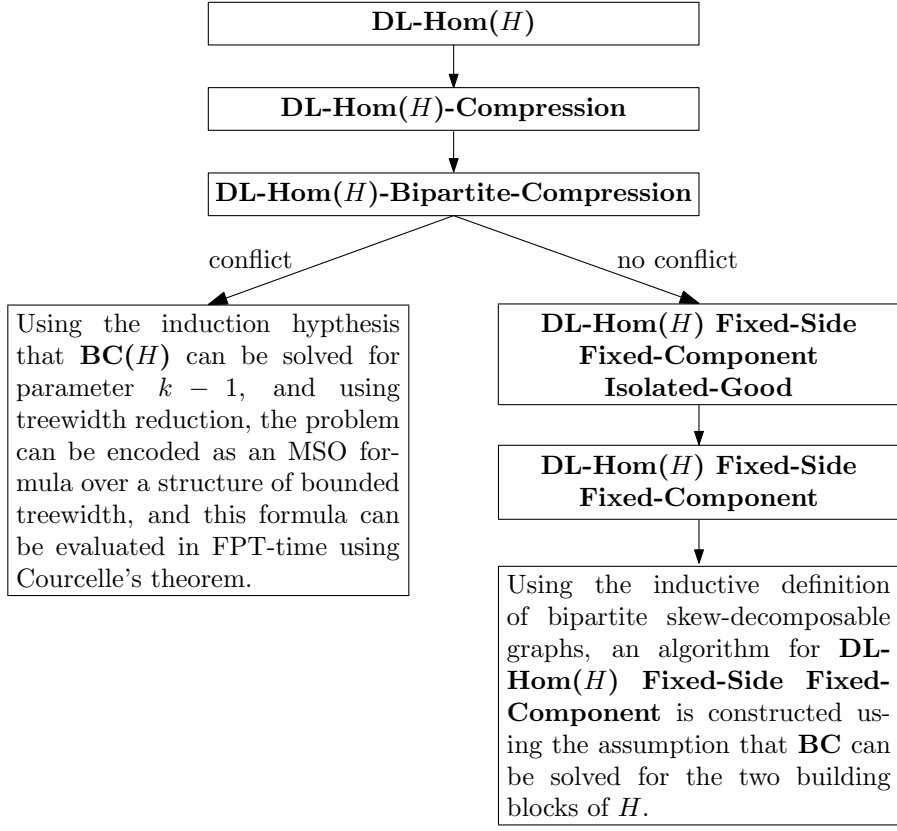 DL-Hom(H)
DL-Hom(H)-Compression
DL-Hom(H)-Bipartite-Compression
conflict
no conflict
Using the induction hypthesis
that BC(H) can be solved for
parameter k − 1, and using
treewidth reduction, the problem
can be encoded as an MSO for-
mula over a structure of bounded
treewidth, and this formula can
be evaluated in FPT-time using
Courcelle's theorem.
DL-Hom(H) Fixed-Side
Fixed-Component
Isolated-Good
DL-Hom(H) Fixed-Side
Fixed-Component
Using the inductive definition
of bipartite skew-decomposable
graphs, an algorithm for DL-
Hom(H) Fixed-Side Fixed-
Component is constructed us-
ing the assumption that BC can
be solved for the two building
blocks of H.